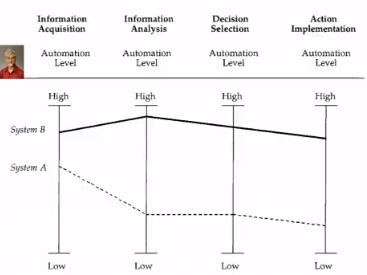 Information Information Decision Action
Acquisition Analysis Selection Implementation
Automation Automation Automation Automation
Level Level Level Level
High High High High
System B
System A
Low Low Low Low